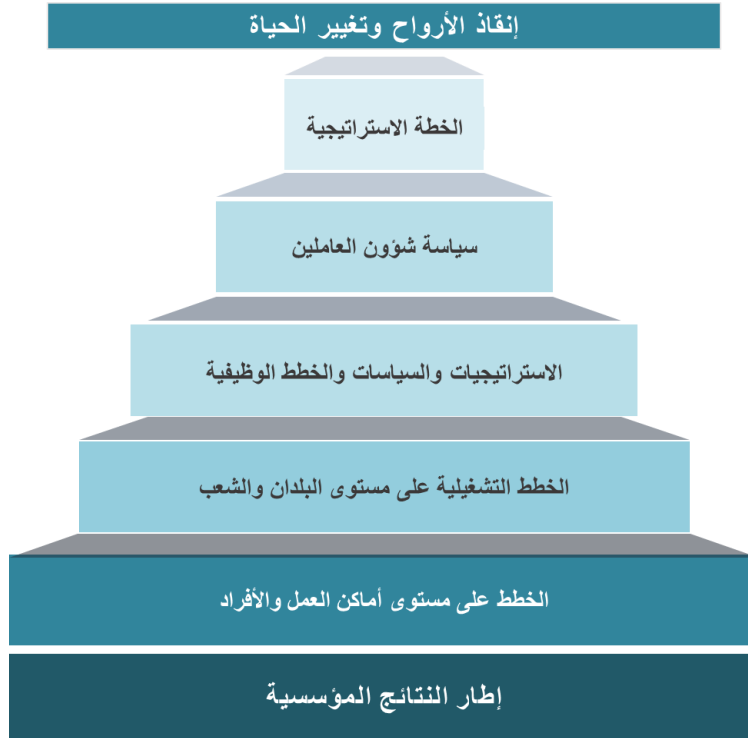 إنقاذ الأرواح وتغيير الحياة
الخطة الاستراتيجية
سياسة شؤون العاملين
الاستراتيجيات والسياسات والخطط الوظيفية
الخطط التشغيلية على مستوى البلدان والشعب
الخطط على مستوى أماكن العمل والأفراد
إطار النتائج المؤسسية